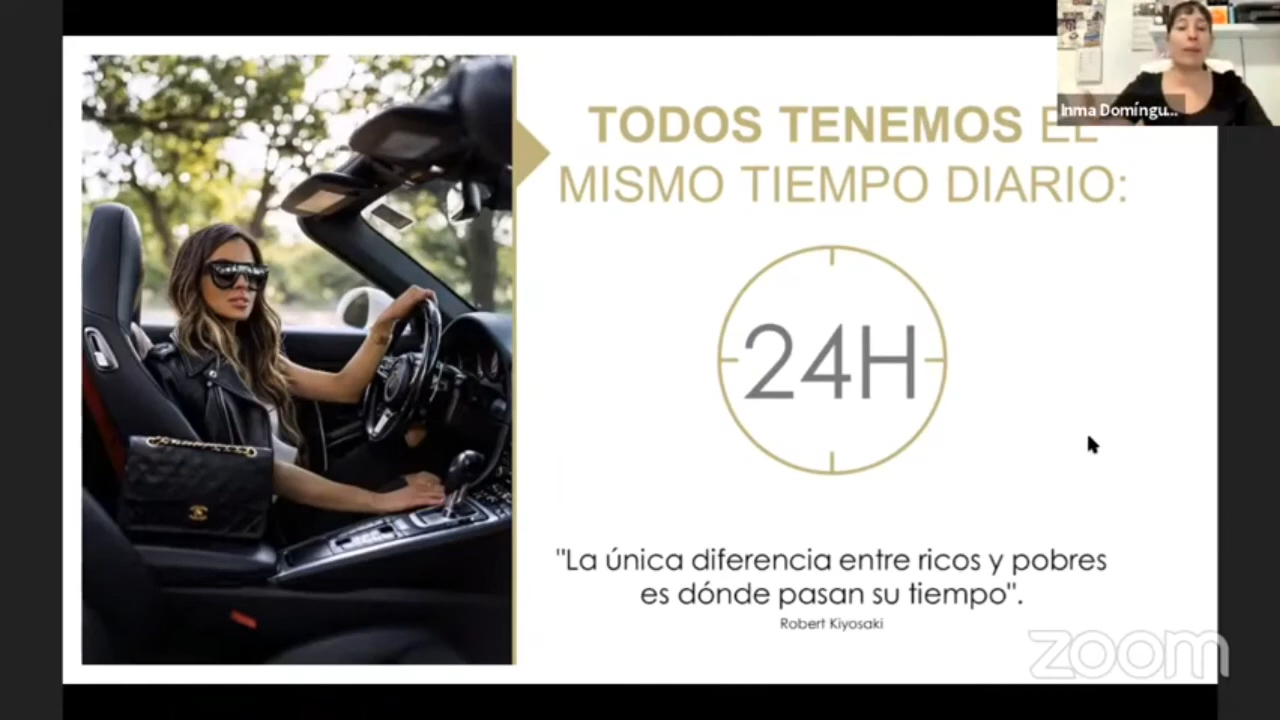 TODOS TENEMOS EL
MISMO TIEMPO DIARIO:
24H
"La única diferencia entre ricos y pobres
es dónde pasan su tiempo".
Robert Kiyosaki
Inma Domíngu...
zoom